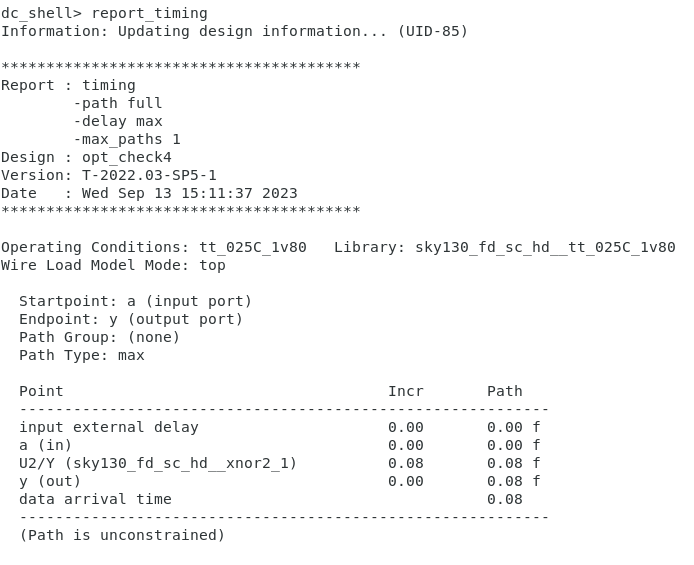 dc_shell> report_timing
Information: Updating design information... (UID-85)
****************************************
Report : timing
        -path full
        -delay max
        -max_paths 1
Design : opt_check4
Version: T-2022.03-SP5-1
Date   : Wed Sep 13 15:11:37 2023
****************************************
Operating Conditions: tt_025C_1v80   Library: sky130_fd_sc_hd__tt_025C_1v80
Wire Load Model Mode: top
  Startpoint: a (input port)
  Endpoint: y (output port)
  Path Group: (none)
  Path Type: max
  Point                                    Incr       Path
  -----------------------------------------------------------
  input external delay                     0.00       0.00 f
  a (in)                                   0.00       0.00 f
  U2/Y (sky130_fd_sc_hd__xnor2_1)          0.08       0.08 f
  y (out)                                  0.00       0.08 f
  data arrival time                                   0.08
  -----------------------------------------------------------
  (Path is unconstrained)